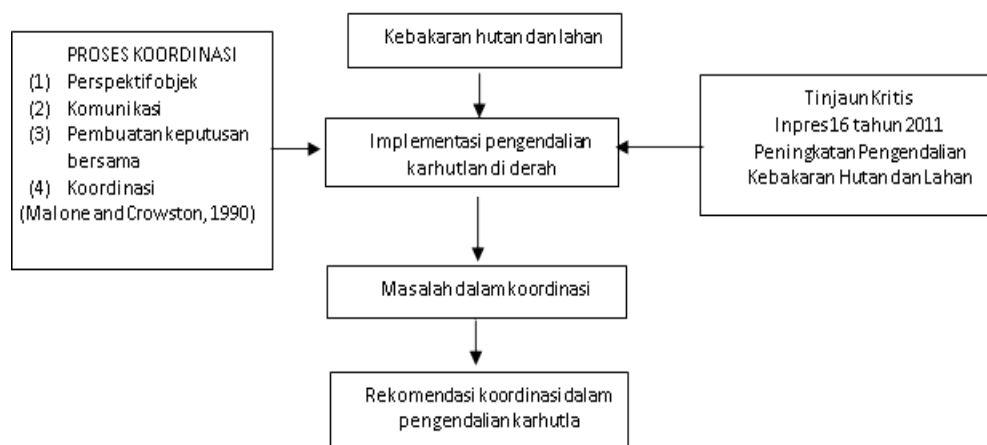 Kebakaran hutan dan lahan
PROSES KOORDINASI
(1) Perspektif objek
(2) Komunikasi
(3) Pembuatan keputusan
bersama
(4) Koordinasi
(Malone and Crowston, 1990)
Implementasi pengendalian
karhutlan di derah
Tinjaun Kritis
Inpres 16 tahun 2011
Peningkatan Pengendalian
Kebakaran Hutan dan Lahan
Masalah dalam koordinasi
Rekomendasi koordinasi dalam
pengendalian karhutla